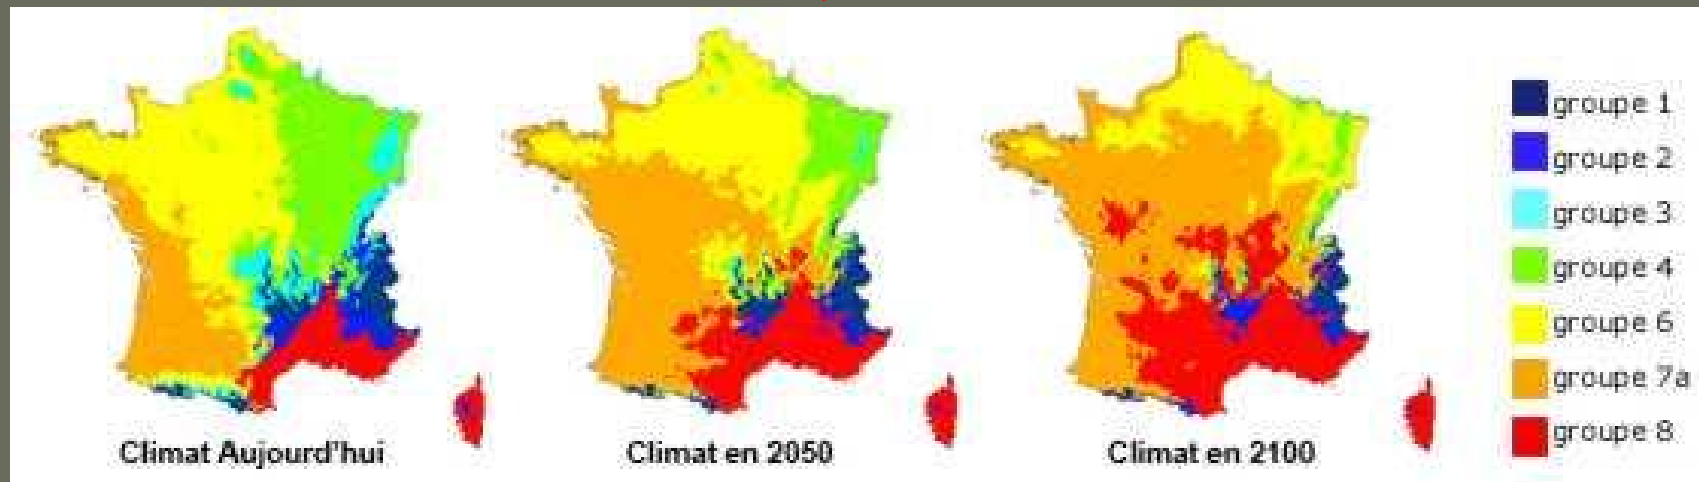 Climat Aujourd'hui
Climat en 2050
Climat en 2100
groupe 1
groupe 2
groupe 3
groupe 4
groupe 6
groupe 7a
groupe 8